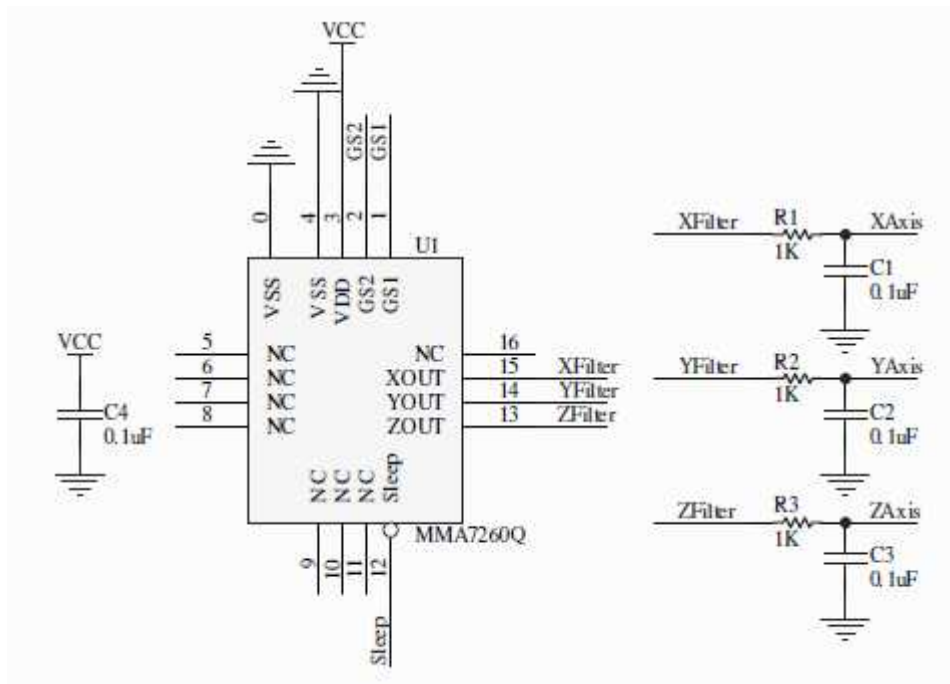 VCC
GS2
GS1
0
4
3
2
1
U1
VSS
VSS
VDD
GS2
GS1
VCC
C4
0.1uF
5
NC
6
NC
7
NC
8
NC
NC
16
XOUT
15
XFilter
YOUT
14
YFilter
ZOUT
13
ZFilter
NC
NC
NC
Sleep
MMA7260Q
9
10
11
12
Sleep
XFilter
R1
1K
XAxis
C1
0.1uF
YFilter
R2
1K
YAxis
C2
0.1uF
ZFilter
R3
1K
ZAxis
C3
0.1uF